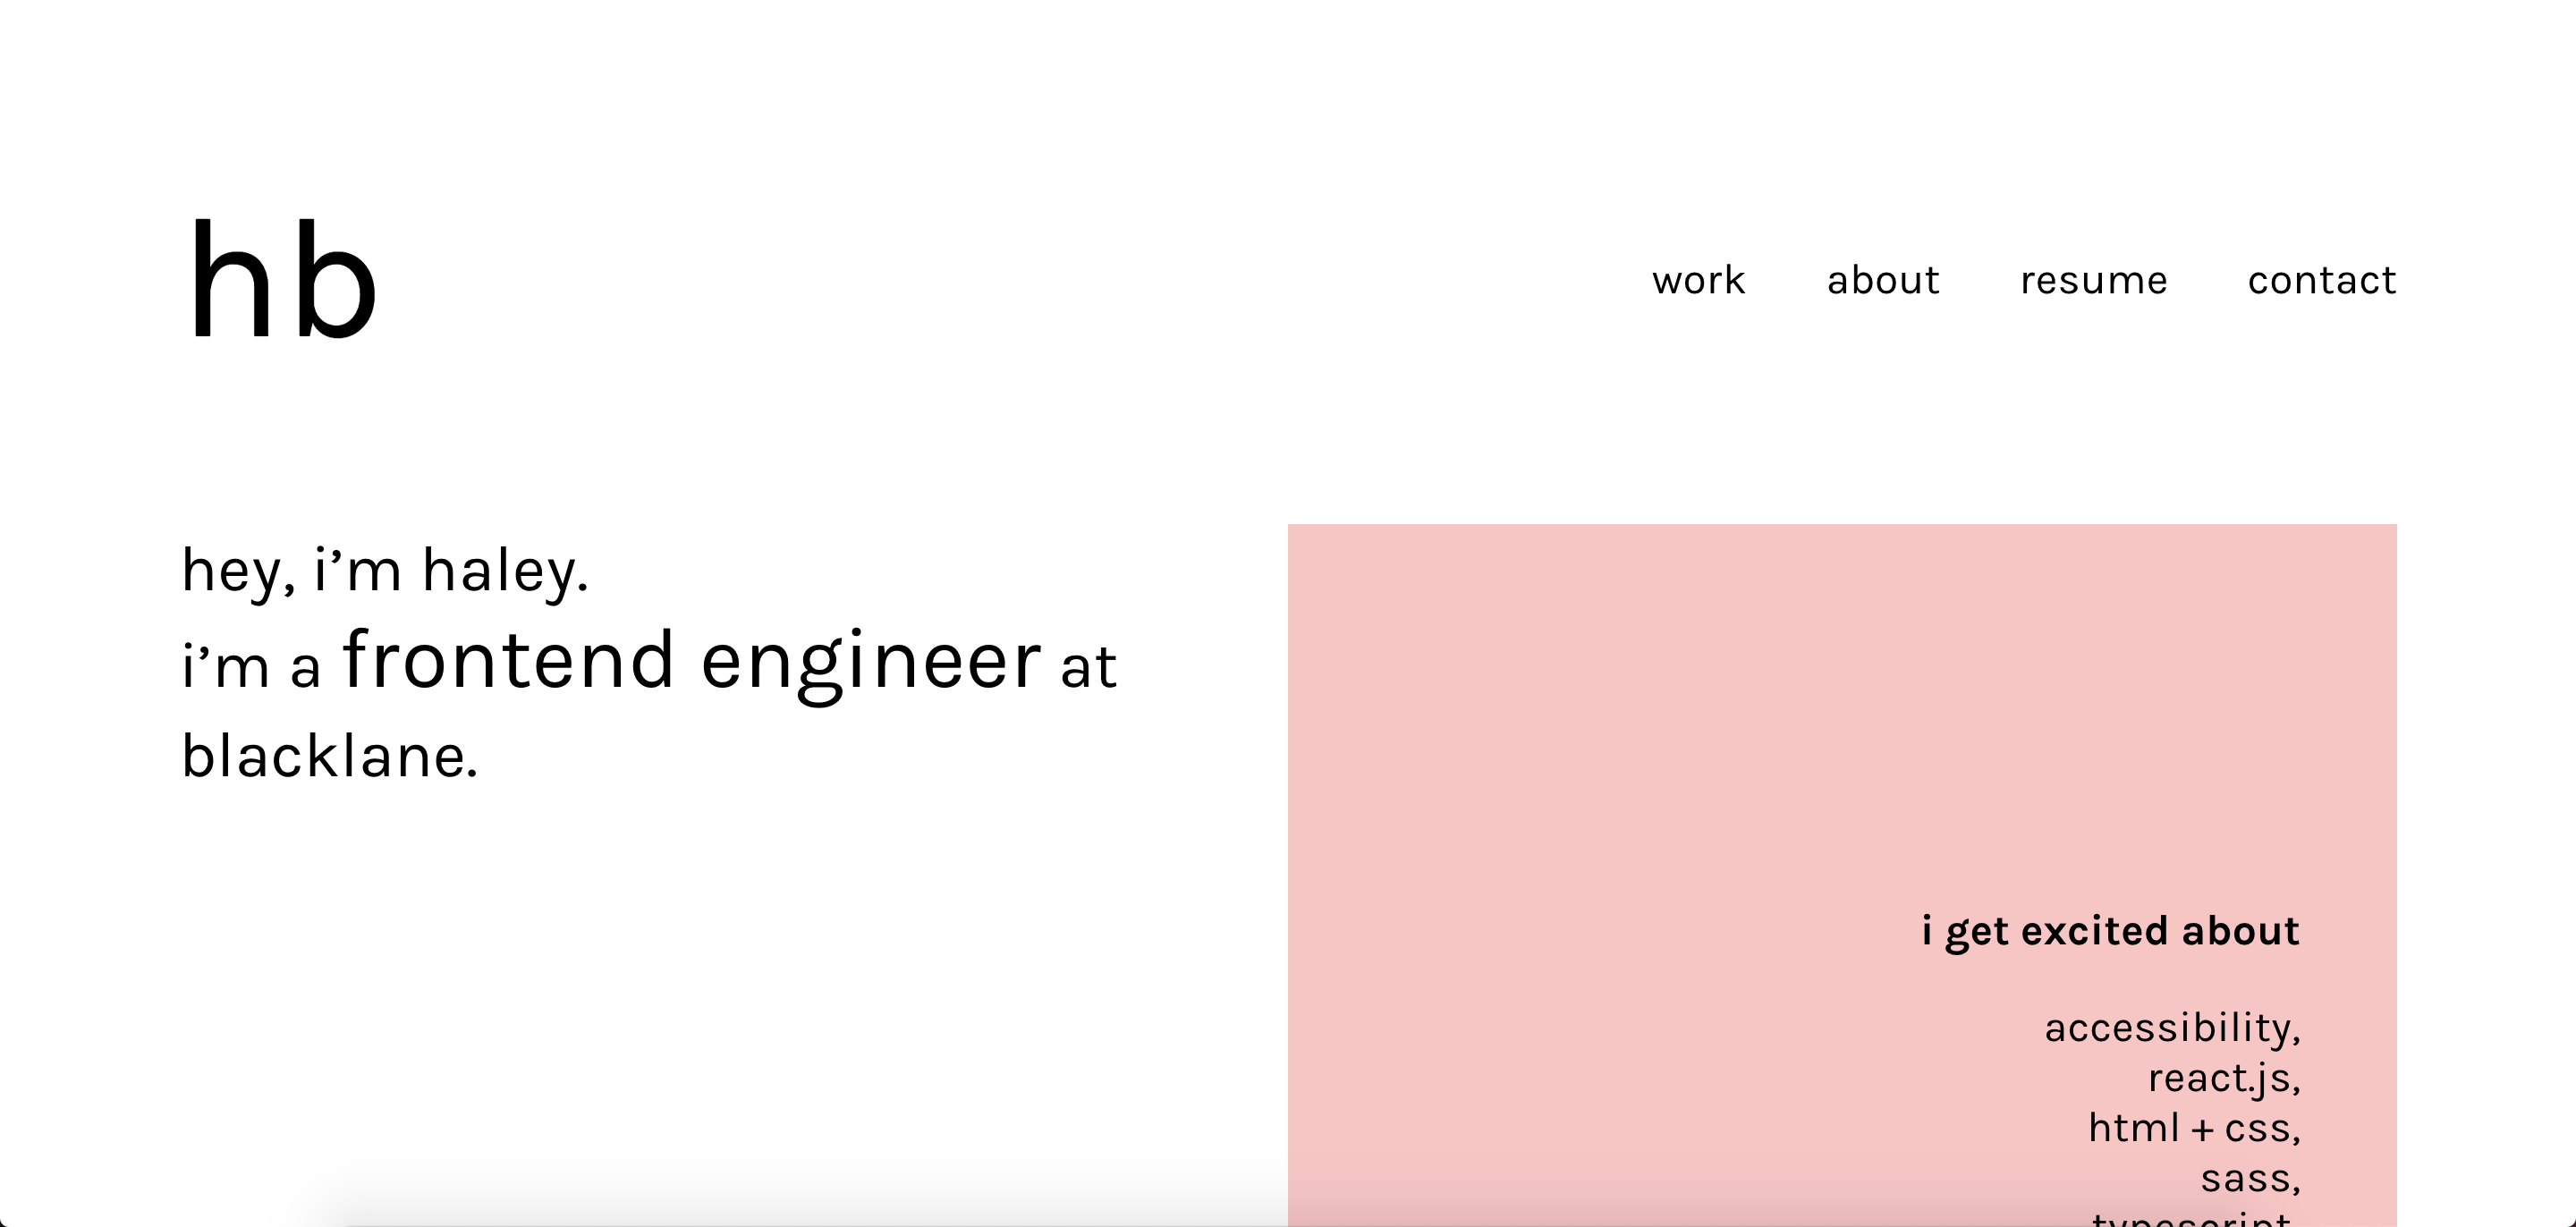 hb
work about resume contact
hey, i’m haley.
i’m a frontend engineer at
blacklane.
i get excited about
accessibility,
react.js,
html + css,
sass,
typescript,